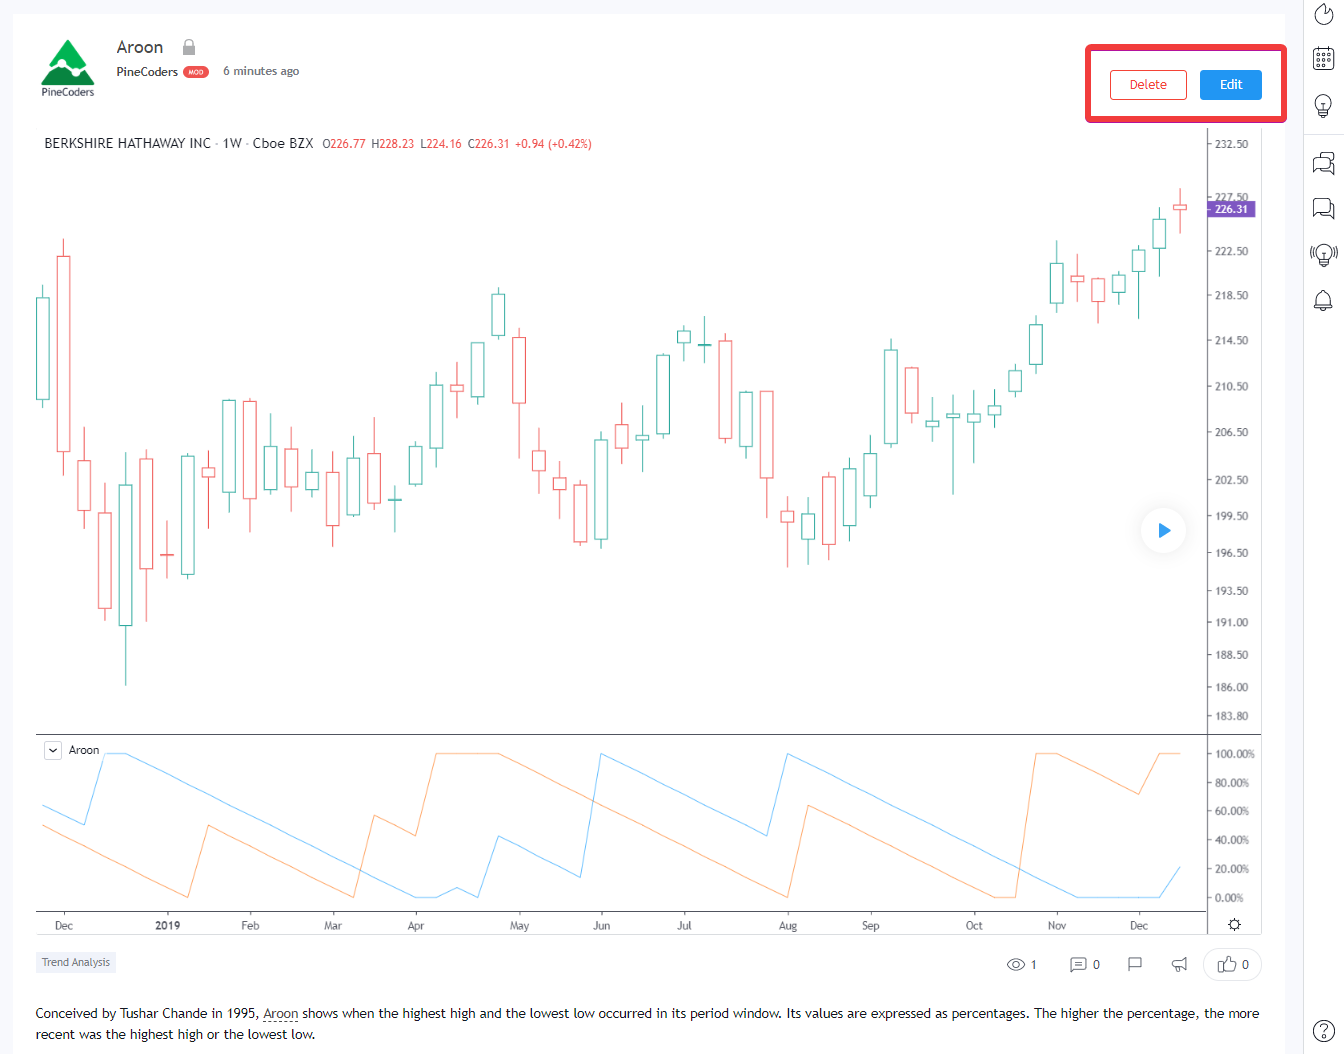 Aroon
PineCoders MOD 6 minutes ago
PineCoders
Delete Edit
BERKSHIRE HATHAWAY INC · 1W · Cboe BZX O226.77 H228.23 L224.16 C226.31 +0.94 (+0.42%)
232.50
227.50
226.31
222.50
218.50
214.50
210.50
206.50
202.50
199.50
196.50
193.50
191.00
188.50
186.00
183.80
Aroon
100.00%
80.00%
60.00%
40.00%
20.00%
0.00%
Dec 2019 Feb Mar Apr May Jun Jul Aug Sep Oct Nov Dec
Trend Analysis
1 0 0
Conceived by Tushar Chande in 1995, Aroon shows when the highest high and the lowest low occurred in its period window. Its values are expressed as percentages. The higher the percentage, the more
recent was the highest high or the lowest low.